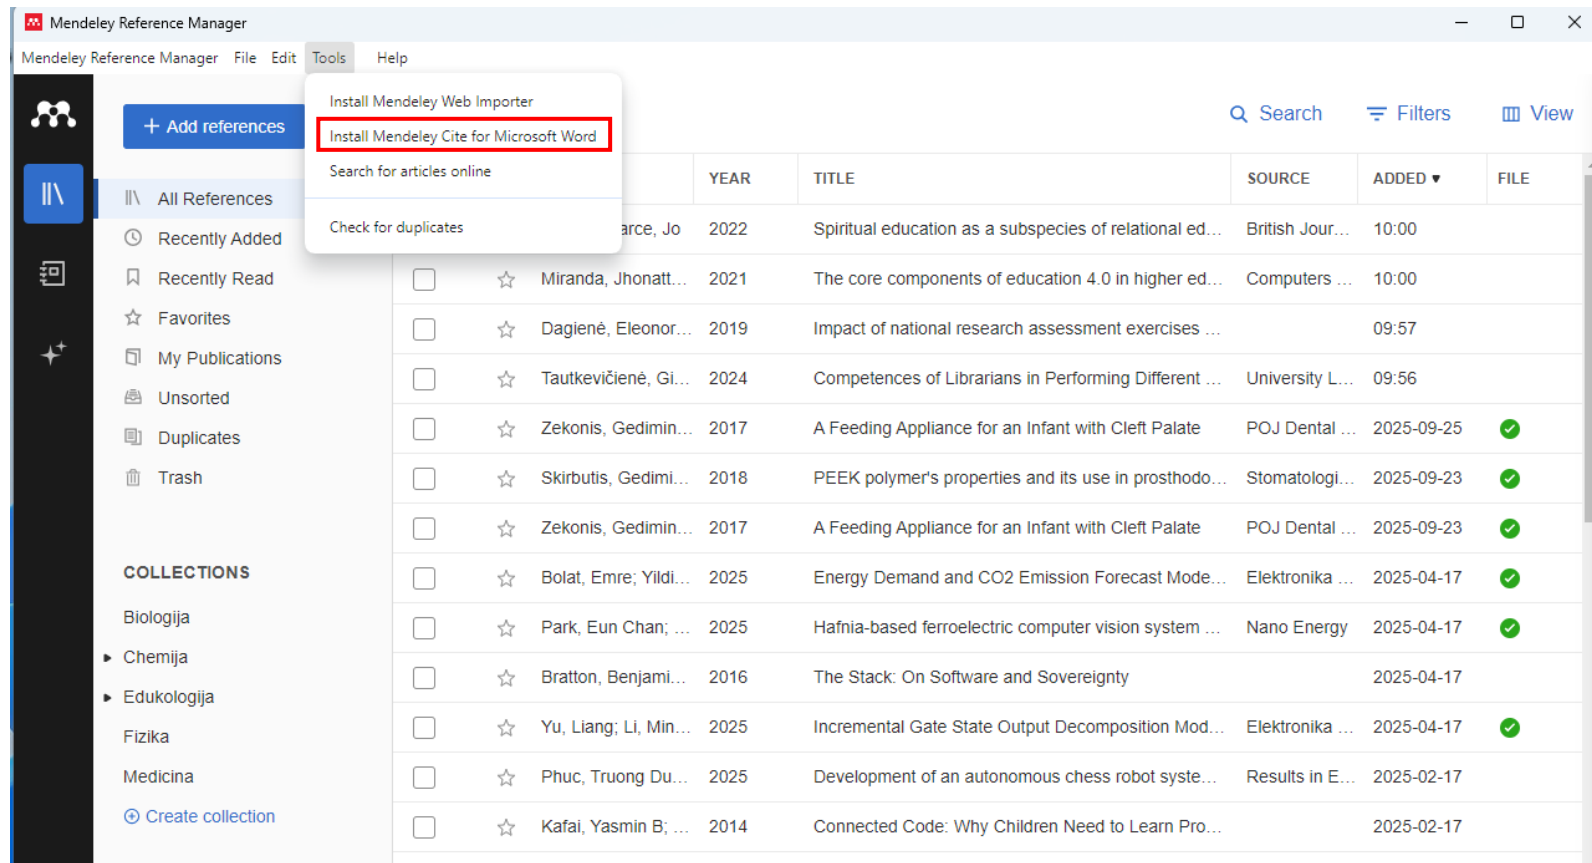 Mendeley Reference Manager
Mendeley Reference Manager File Edit Tools Help
Install Mendeley Web Importer
Install Mendeley Cite for Microsoft Word
Search for articles online
Check for duplicates
+ Add references
Search Filters View
All References
Recently Added
Recently Read
Favorites
My Publications
Unsorted
Duplicates
Trash
COLLECTIONS
Biologija
Chemija
Edukologija
Fizika
Medicina
Create collection
YEAR TITLE SOURCE ADDED FILE
arce, Jo 2022 Spiritual education as a subspecies of relational ed... British Jour... 10:00
Miranda, Jhonatt... 2021 The core components of education 4.0 in higher ed... Computers ... 10:00
Dagienė, Eleonor... 2019 Impact of national research assessment exercises ... 09:57
Tautkevičienė, Gi... 2024 Competences of Librarians in Performing Different ... University L... 09:56
Zekonis, Gedimin... 2017 A Feeding Appliance for an Infant with Cleft Palate POJ Dental ... 2025-09-25
Skirbutis, Gedimi... 2018 PEEK polymer's properties and its use in prosthodo... Stomatologi... 2025-09-23
Zekonis, Gedimin... 2017 A Feeding Appliance for an Infant with Cleft Palate POJ Dental ... 2025-09-23
Bolat, Emre; Yildi... 2025 Energy Demand and CO2 Emission Forecast Mode... Elektronika ... 2025-04-17
Park, Eun Chan; ... 2025 Hafnia-based ferroelectric computer vision system ... Nano Energy 2025-04-17
Bratton, Benjami... 2016 The Stack: On Software and Sovereignty 2025-04-17
Yu, Liang; Li, Min... 2025 Incremental Gate State Output Decomposition Mod... Elektronika ... 2025-04-17
Phuc, Truong Du... 2025 Development of an autonomous chess robot syste... Results in E... 2025-02-17
Kafai, Yasmin B; ... 2014 Connected Code: Why Children Need to Learn Pro... 2025-02-17